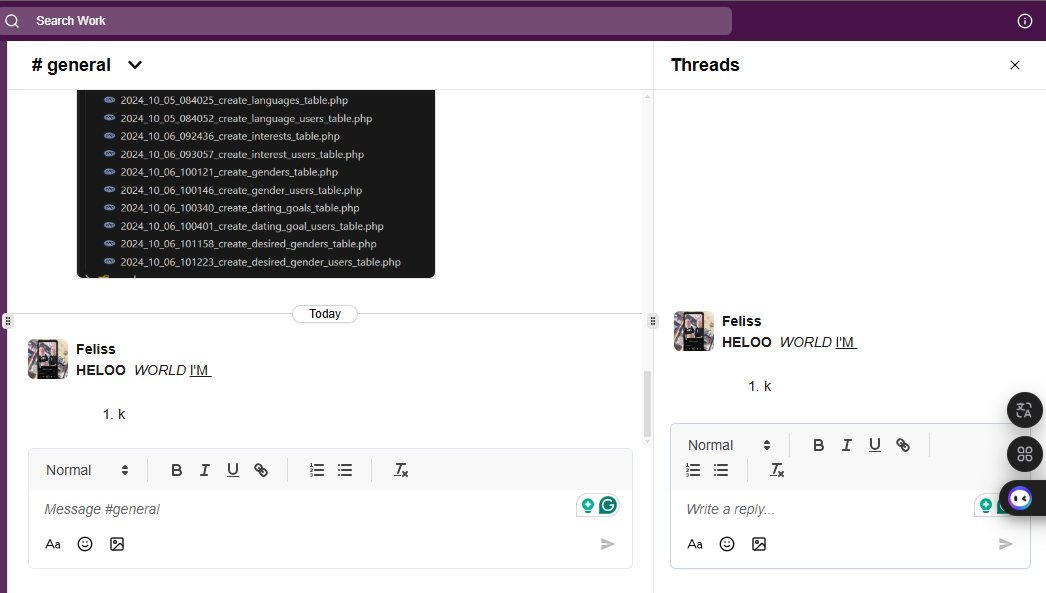 Search Work
# general
2024_10_05_084025_create_languages_table.php
2024_10_05_084052_create_language_users_table.php
2024_10_06_092436_create_interests_table.php
2024_10_06_093057_create_interest_users_table.php
2024_10_06_100121_create_genders_table.php
2024_10_06_100146_create_gender_users_table.php
2024_10_06_100340_create_dating_goals_table.php
2024_10_06_100401_create_dating_goal_users_table.php
2024_10_06_101158_create_desired_genders_table.php
2024_10_06_101223_create_desired_gender_users_table.php
Today
Feliss
HELOO WORLD I'M
1. k
Normal B I U
Message #general
Aa
Threads
Feliss
HELOO WORLD I'M
1. k
Normal B I U
Write a reply...
Aa